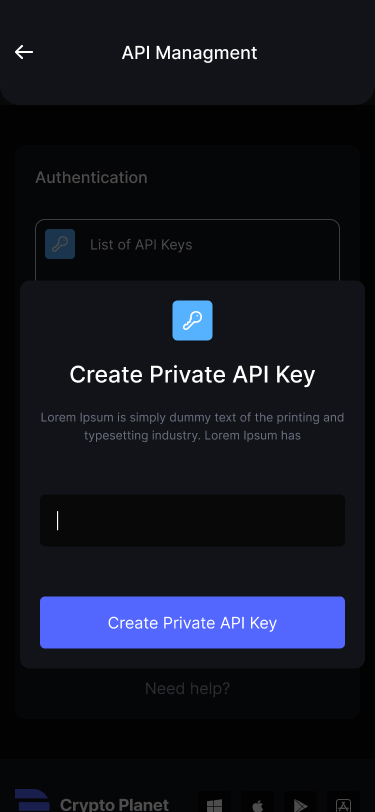 API Managment
Authentication
List of API Keys
Create Private API Key
Lorem Ipsum is simply dummy text of the printing and
typesetting industry. Lorem Ipsum has
Create Private API Key
Need help?
Crypto Planet